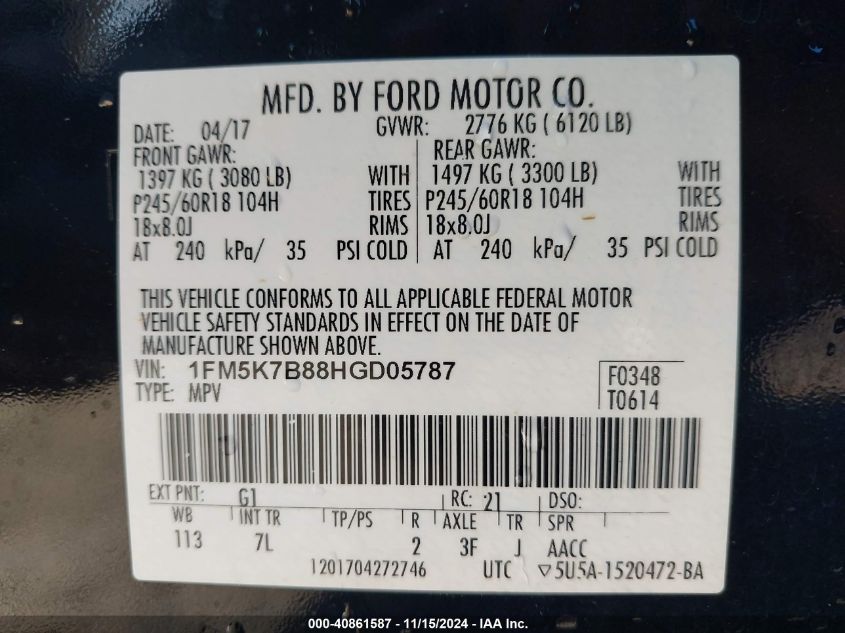 MFD. BY FORD MOTOR CO.
DATE: 04/17 GVWR: 2776 KG ( 6120 LB)
FRONT GAWR: REAR GAWR:
1397 KG ( 3080 LB) WITH 1497 KG ( 3300 LB) WITH
P245/60R18 104H TIRES P245/60R18 104H TIRES
18x8.0J RIMS 18x8.0J RIMS
AT 240 kPa/ 35 PSI COLD AT 240 kPa/ 35 PSI COLD
THIS VEHICLE CONFORMS TO ALL APPLICABLE FEDERAL MOTOR
VEHICLE SAFETY STANDARDS IN EFFECT ON THE DATE OF
MANUFACTURE SHOWN ABOVE.
VIN: 1FM5K7B88HGD05787 F0348
TYPE: MPV T0614
EXT PNT: G1 RC: 21 DSO:
WB INT TR TP/PS R AXLE TR SPR
113 7L 2 3F J AACC
1201704272746 UTC ▽5U5A-1520472-BA
000-40861587 - 11/15/2024 - IAA Inc.